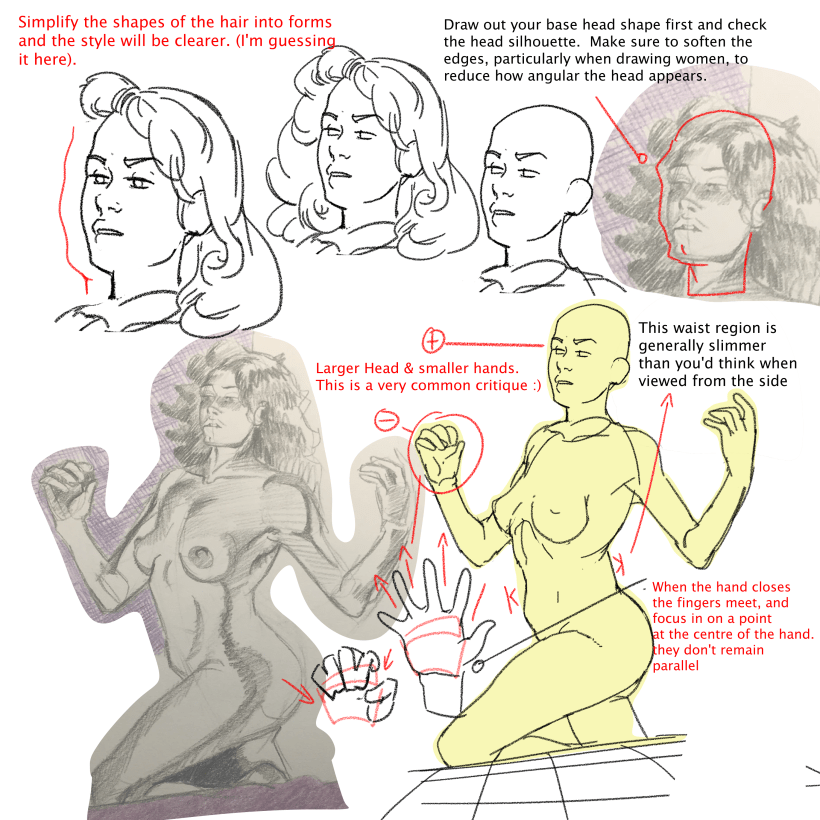 Simplify the shapes of the hair into forms
and the style will be clearer. (I'm guessing
it here).
Draw out your base head shape first and check
the head silhouette.  Make sure to soften the
edges, particularly when drawing women, to
reduce how angular the head appears.
Larger Head & smaller hands.
This is a very common critique :)
This waist region is
generally slimmer
than you'd think when
viewed from the side
When the hand closes
the fingers meet, and
focus in on a point
at the centre of the hand.
they don't remain
parallel